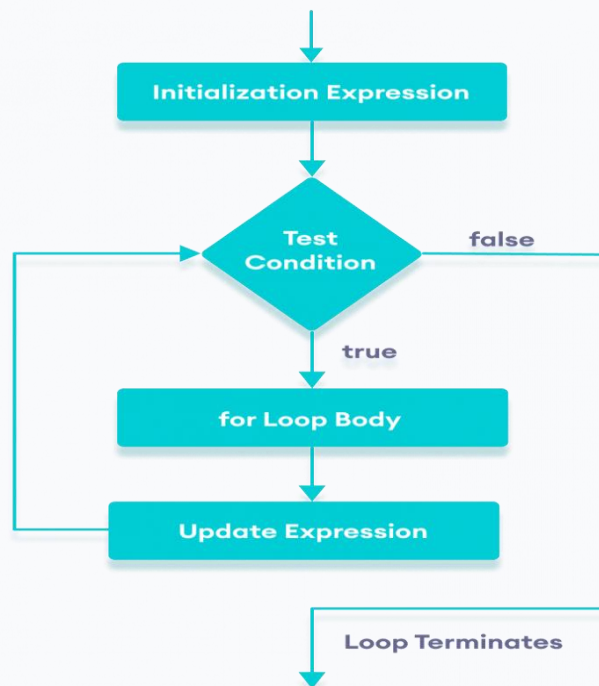 Initialization Expression
Test
Condition
false
true
for Loop Body
Update Expression
Loop Terminates